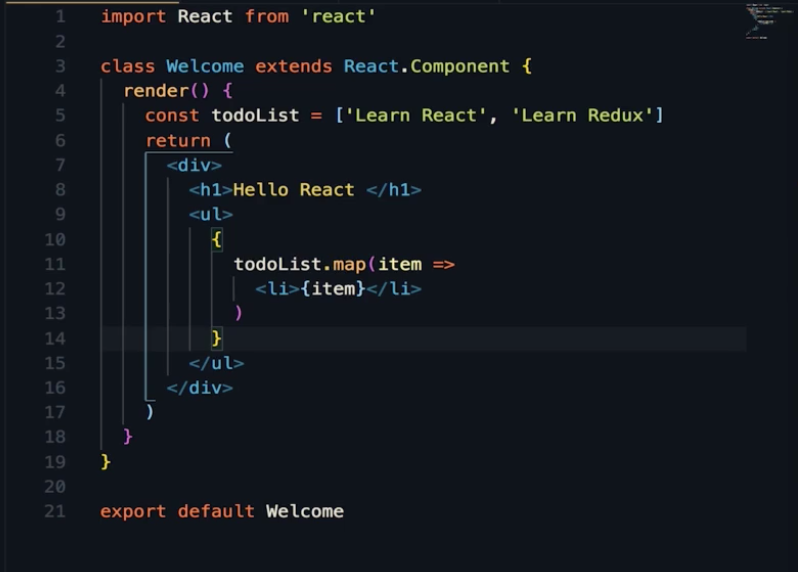 1 import React from 'react'
2
3 class Welcome extends React.Component {
4   render() {
5     const todoList = ['Learn React', 'Learn Redux']
6     return (
7       <div>
8         <h1>Hello React </h1>
9         <ul>
10           {
11             todoList.map(item =>
12               <li>{item}</li>
13             )
14           }
15         </ul>
16       </div>
17     )
18   }
19 }
20
21 export default Welcome